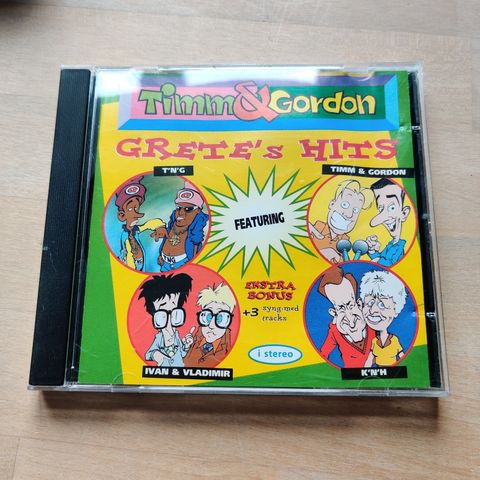 Timm & Gordon
GRETE'S HITS
T'N'G
TIMM & GORDON
FEATURING
EKSTRA
BONUS
+3 syng-med
tracks
i stereo
IVAN & VLADIMIR
K'N'H